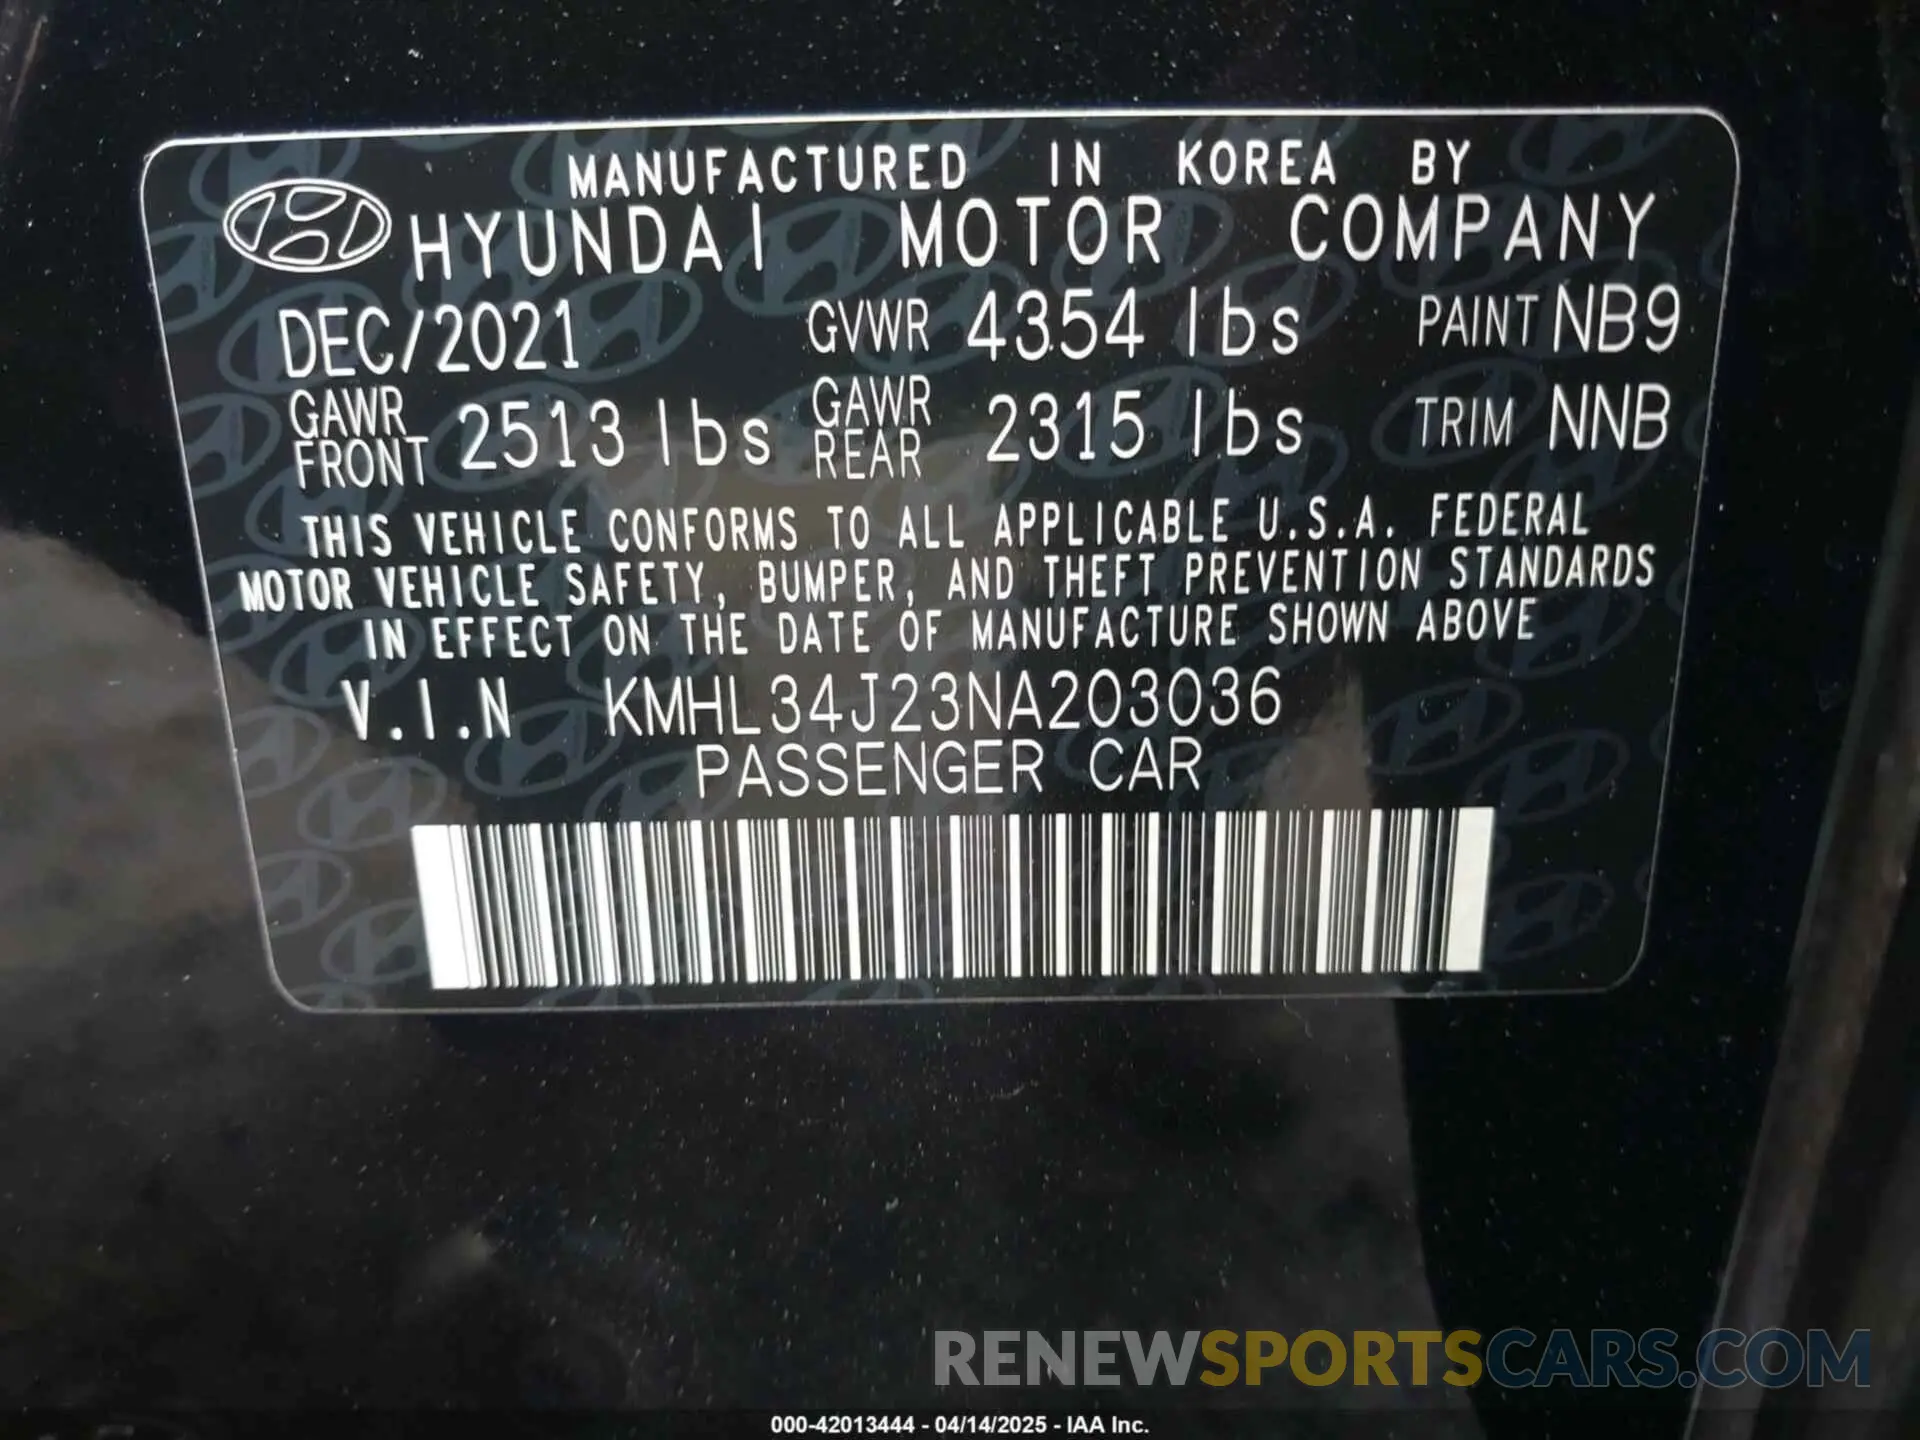 MANUFACTURED IN KOREA BY
HYUNDAI MOTOR COMPANY
DEC/2021 GVWR 4354 lbs PAINT NB9
GAWR FRONT 2513 lbs GAWR REAR 2315 lbs TRIM NNB
THIS VEHICLE CONFORMS TO ALL APPLICABLE U.S.A. FEDERAL
MOTOR VEHICLE SAFETY, BUMPER, AND THEFT PREVENTION STANDARDS
IN EFFECT ON THE DATE OF MANUFACTURE SHOWN ABOVE
V.I.N KMHL34J23NA203036
PASSENGER CAR
RENEWSPORTSCARS.COM
000-42013444 - 04/14/2025 - IAA Inc.